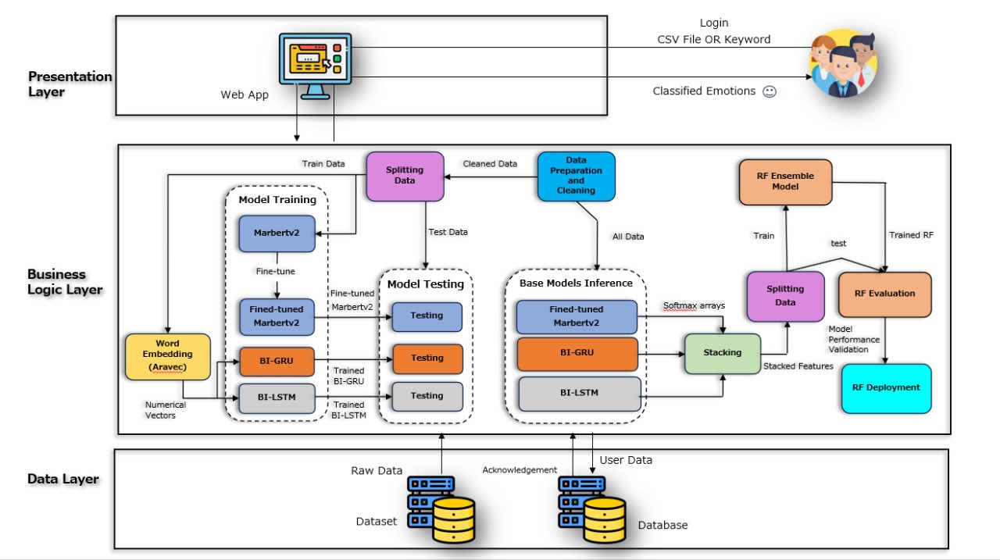 Login
CSV File OR Keyword
Presentation
Layer
Web App
Classified Emotions
Train Data
Splitting
Data
Cleaned Data
Data
Preparation
and
Cleaning
RF Ensemble
Model
Model Training
Marbertv2
Test Data
All Data
Train
Trained RF
test
Business
Logic Layer
Fine-tune
Fined-tuned
Marbertv2
Fine-tuned
Marbertv2
Model Testing
Testing
Base Models Inference
Fined-tuned
Marbertv2
Softmax arrays
Splitting
Data
RF Evaluation
Word
Embedding
(Aravec)
BI-GRU
Trained
BI-GRU
Testing
BI-GRU
Stacking
Stacked Features
Model
Performance
Validation
Numerical
Vectors
BI-LSTM
Trained
BI-LSTM
Testing
BI-LSTM
RF Deployment
Data Layer
Raw Data
Dataset
Acknowledgement
User Data
Database